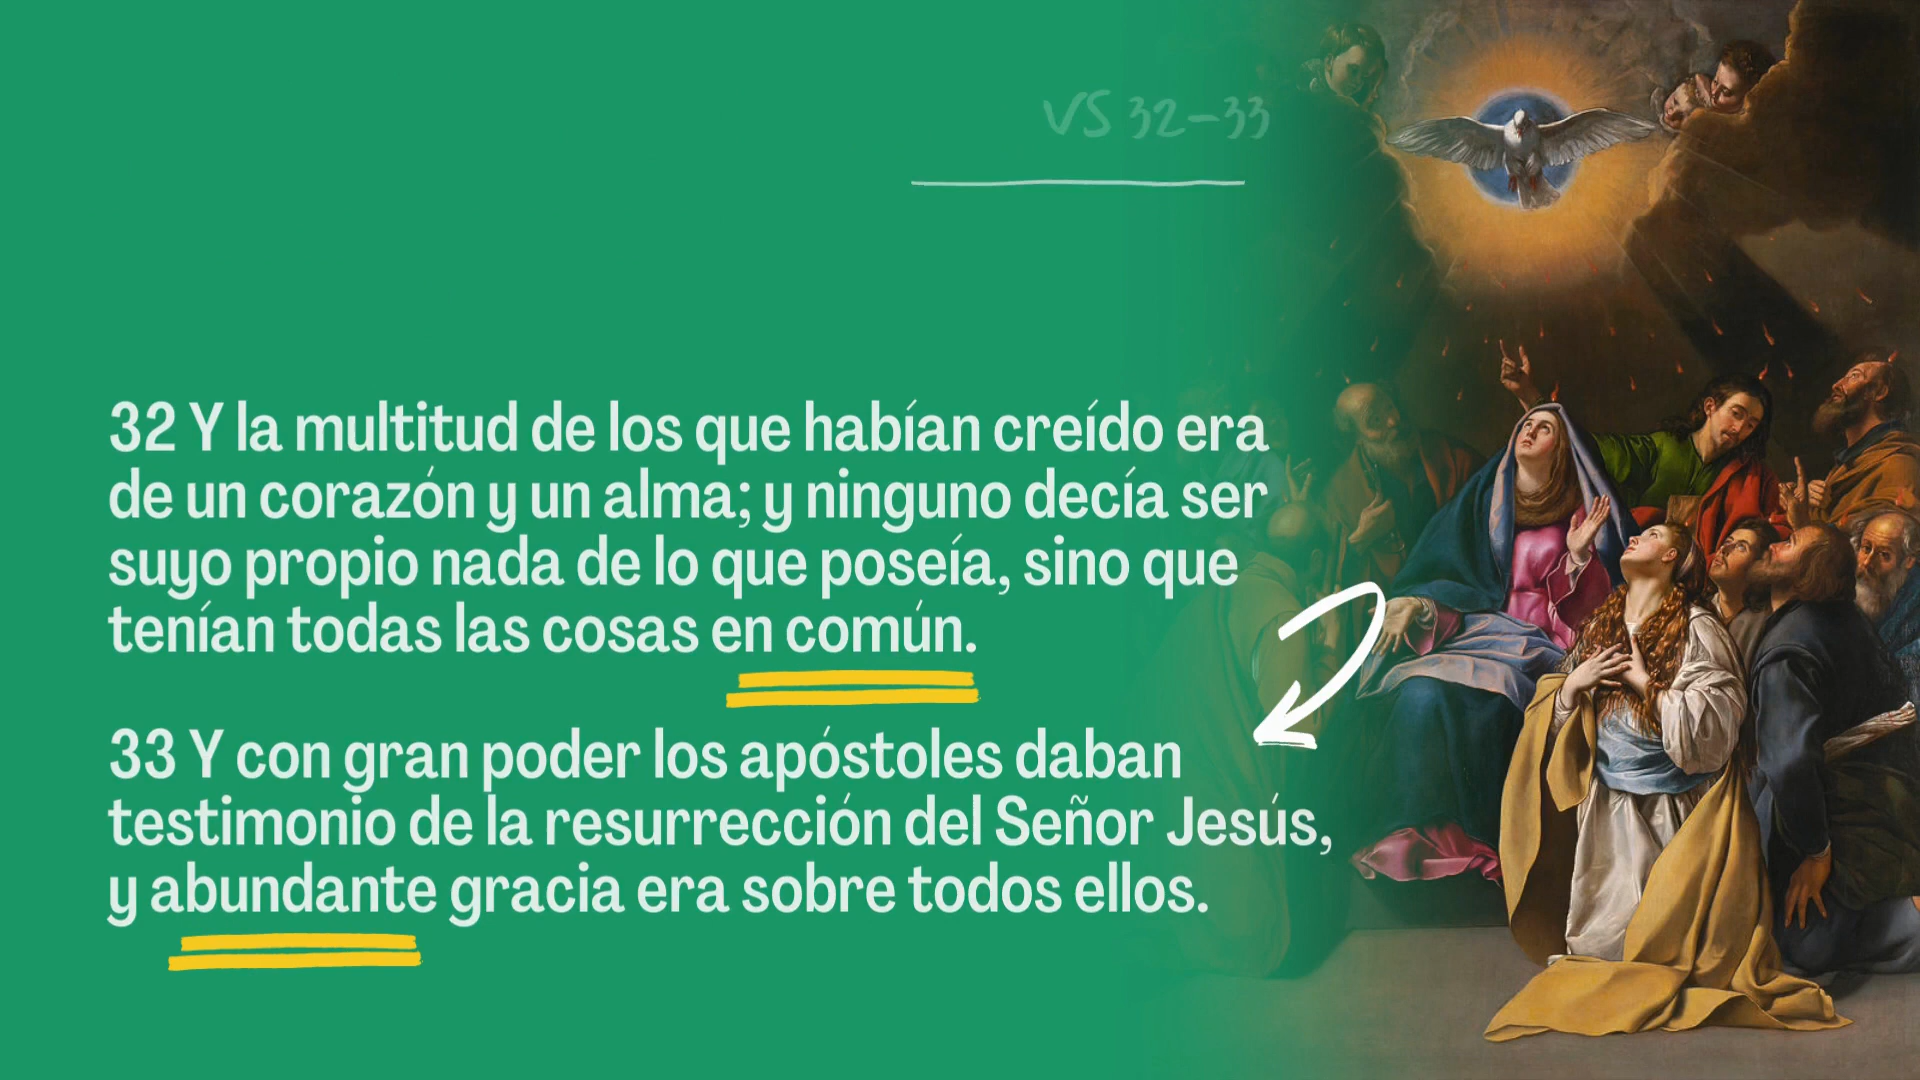 VS 32-33
32 Y la multitud de los que habían creído era
de un corazón y un alma; y ninguno decía ser
suyo propio nada de lo que poseía, sino que
tenían todas las cosas en común.
33 Y con gran poder los apóstoles daban
testimonio de la resurrección del Señor Jesús,
y abundante gracia era sobre todos ellos.